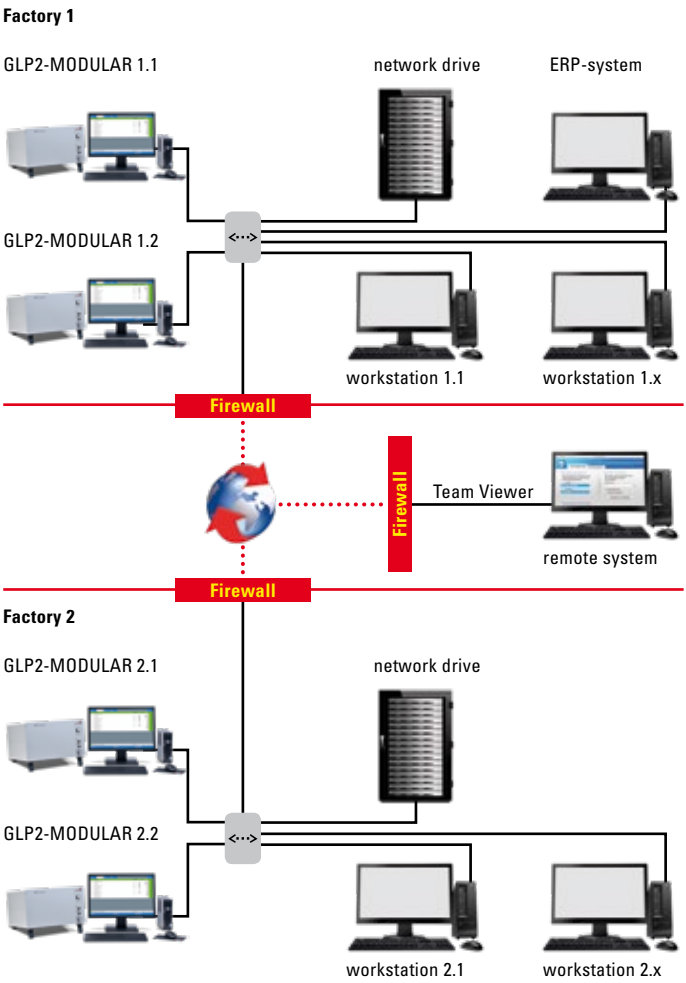 Factory 1
GLP2-MODULAR 1.1
network drive
ERP-system
GLP2-MODULAR 1.2
<···>
workstation 1.1
workstation 1.x
Firewall
Firewall
Team Viewer
remote system
Firewall
Factory 2
GLP2-MODULAR 2.1
network drive
GLP2-MODULAR 2.2
<···>
workstation 2.1
workstation 2.x